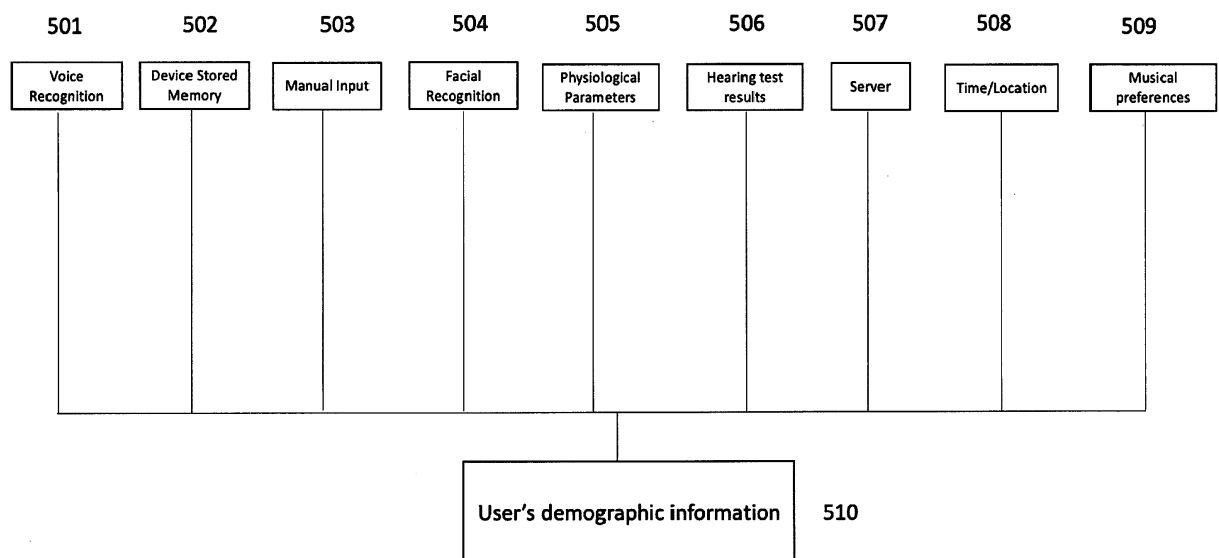 501 502 503 504 505 506 507 508 509
Voice
Recognition
Device Stored
Memory
Manual Input
Facial
Recognition
Physiological
Parameters
Hearing test
results
Server
Time/Location
Musical
preferences
User's demographic information 510